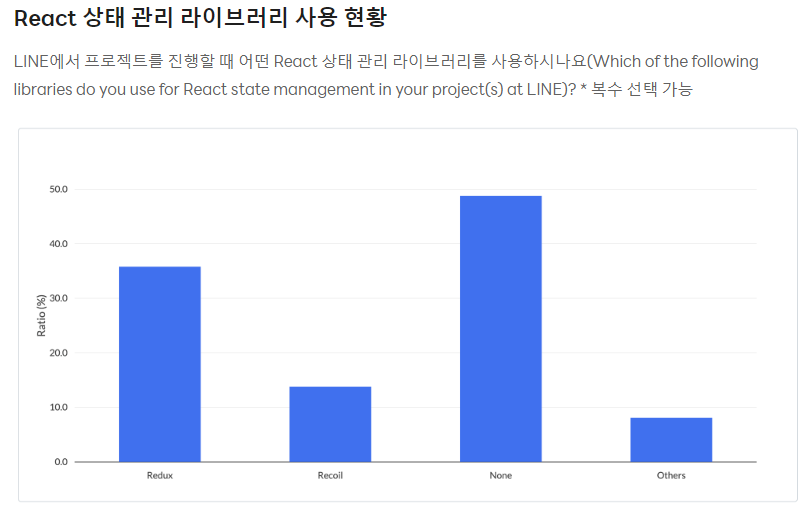 React 상태 관리 라이브러리 사용 현황
LINE에서 프로젝트를 진행할 때 어떤 React 상태 관리 라이브러리를 사용하시나요(Which of the following
libraries do you use for React state management in your project(s) at LINE)? * 복수 선택 가능
50.0
40.0
30.0
20.0
10.0
0.0
Ratio (%)
Redux Recoil None Others